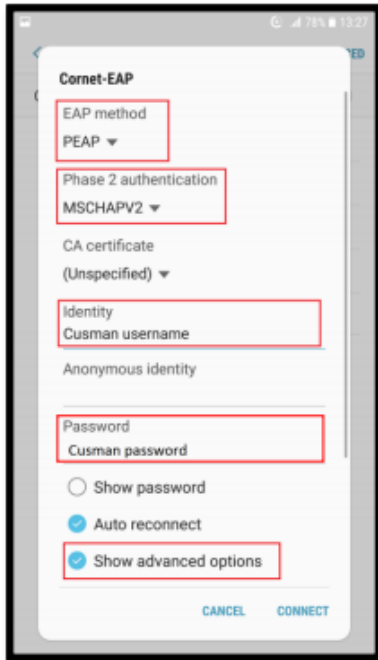 78% 13:27
Cornet-EAP
EAP method
PEAP
Phase 2 authentication
MSCHAPV2
CA certificate
(Unspecified)
Identity
Cusman username
Anonymous identity
Password
Cusman password
Show password
Auto reconnect
Show advanced options
CANCEL CONNECT